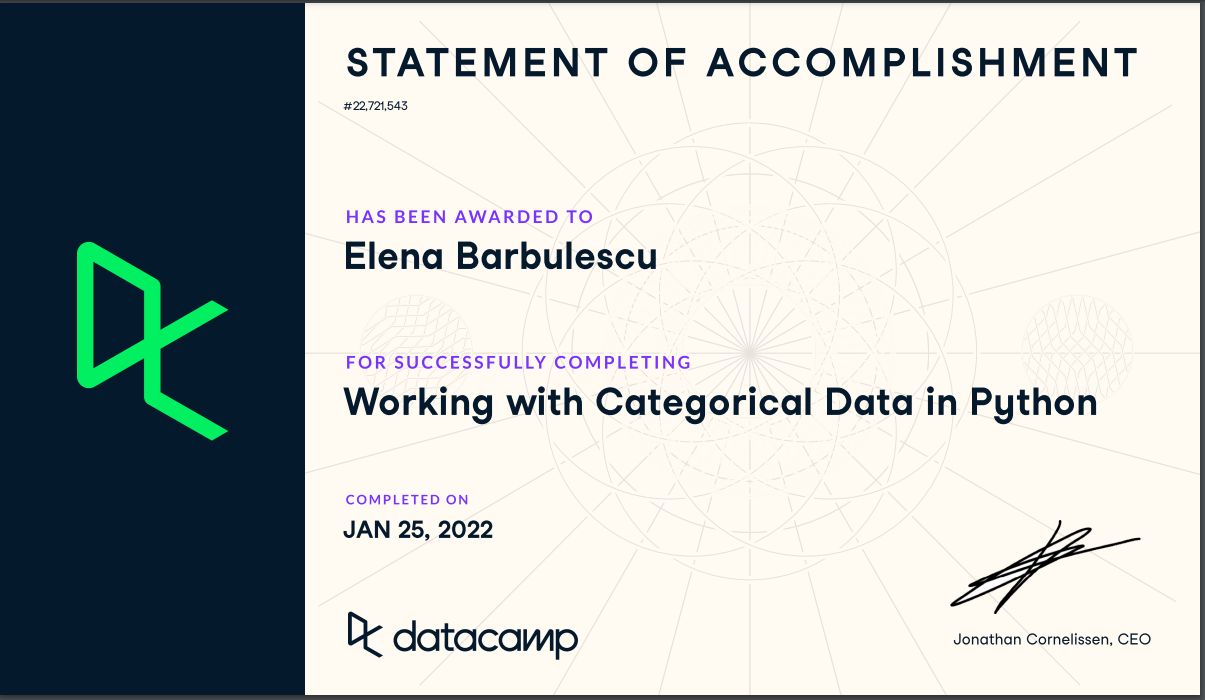 STATEMENT OF ACCOMPLISHMENT
#22,721,543
HAS BEEN AWARDED TO
Elena Barbulescu
FOR SUCCESSFULLY COMPLETING
Working with Categorical Data in Python
COMPLETED ON
JAN 25, 2022
datacamp
Jonathan Cornelissen, CEO